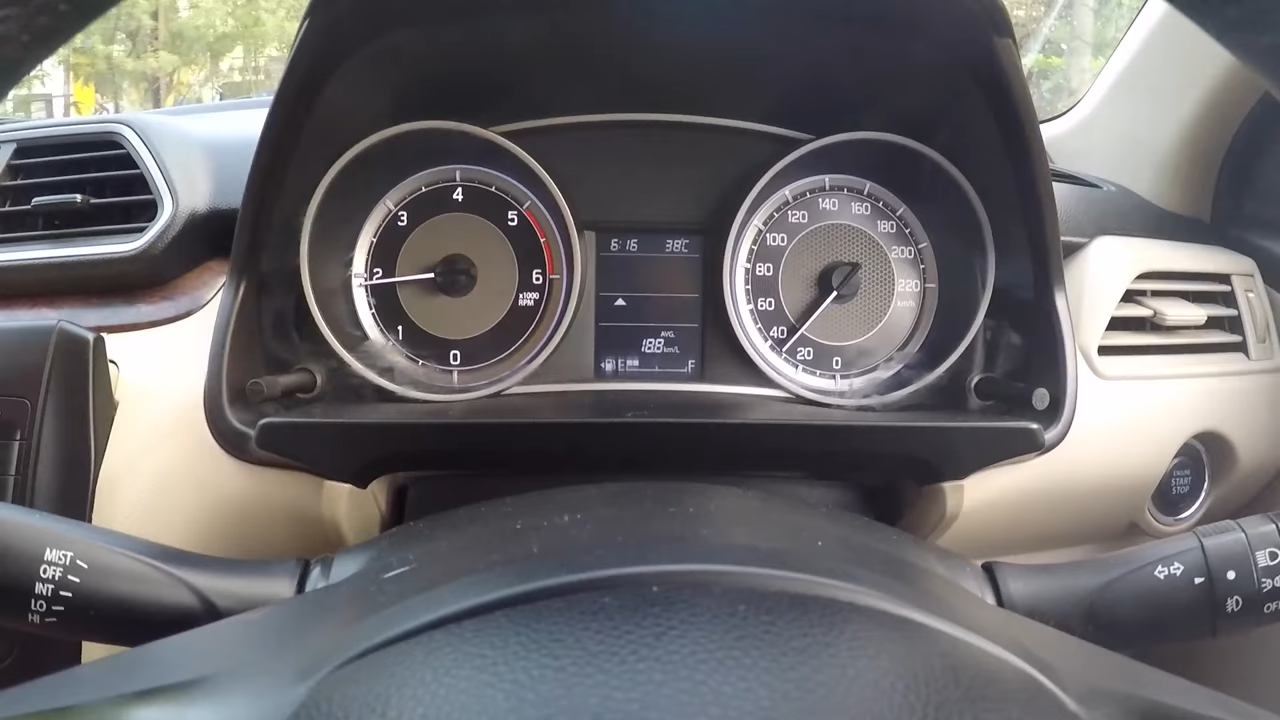 4
3
5
2
6
x1000
RPM
1
0
6:16 38°C
AVG.
18.8 km/L
E F
140
120
160
100
180
80
200
60
220
km/h
40
20
0
ENGINE
START
STOP
MIST
OFF
INT
LO
HI